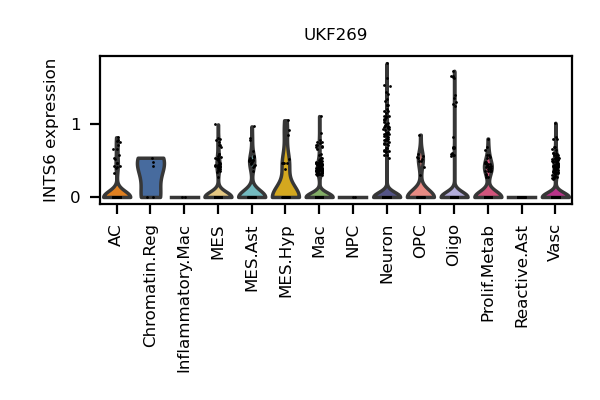 UKF269
INTS6 expression
1
0
AC
Chromatin.Reg
Inflammatory.Mac
MES
MES.Ast
MES.Hyp
Mac
NPC
Neuron
OPC
Oligo
Prolif.Metab
Reactive.Ast
Vasc